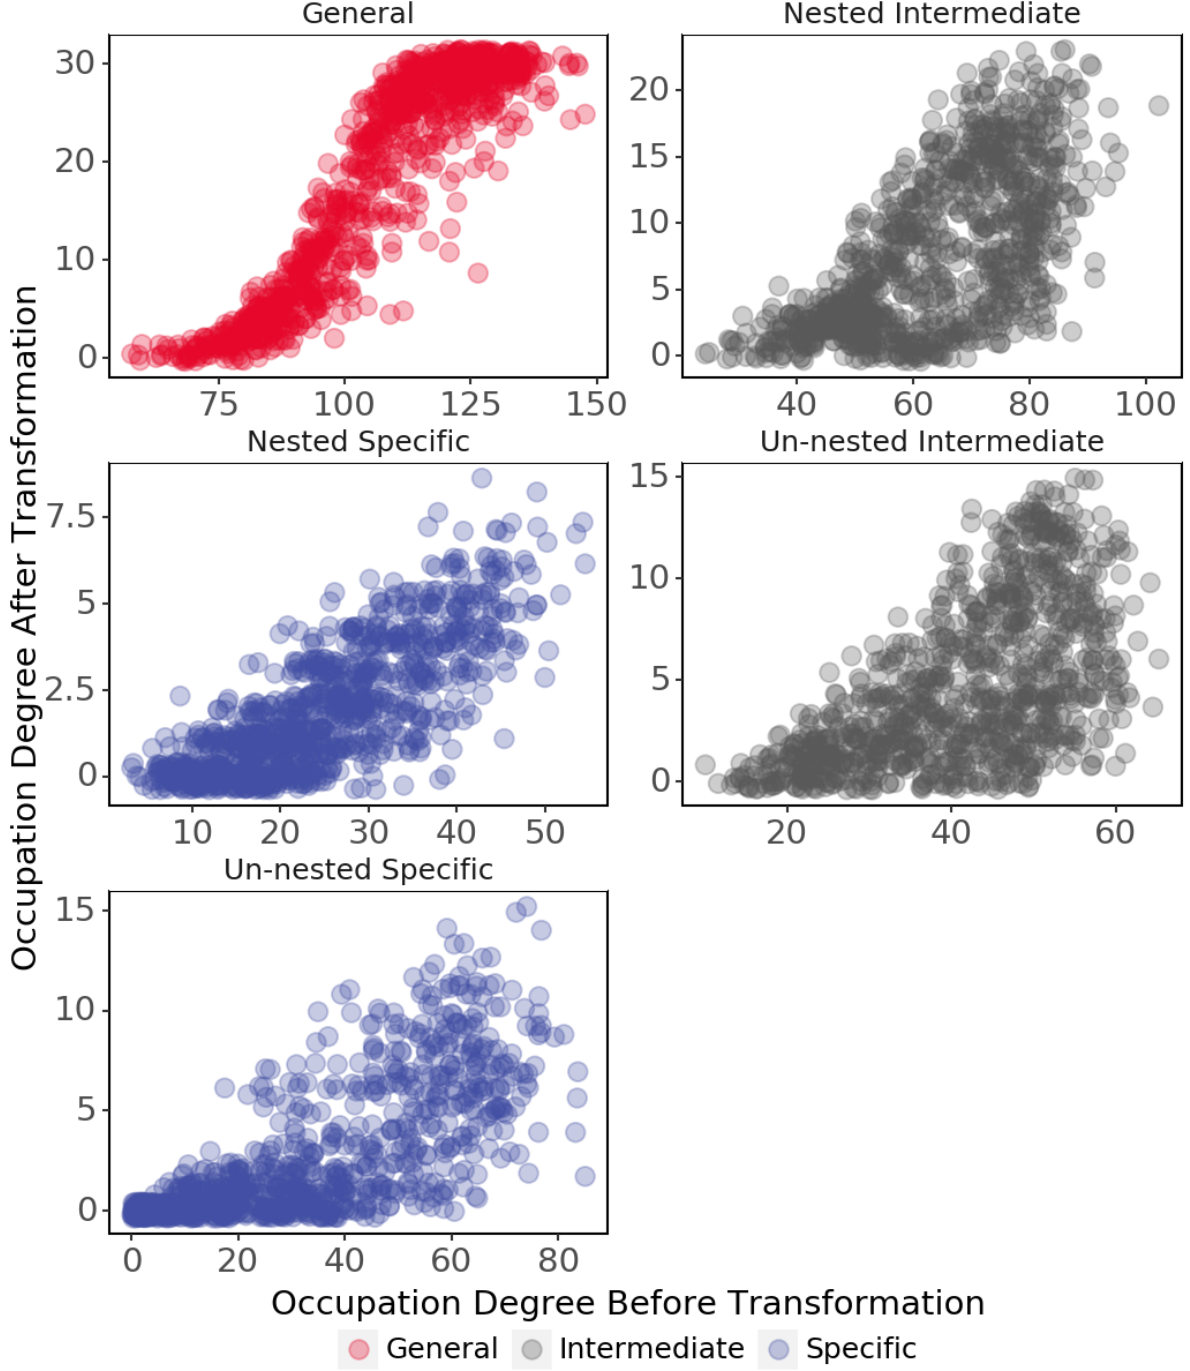 General
Nested Intermediate
30
20
10
0
20
15
10
5
0
75 100 125 150
40 60 80 100
Nested Specific
Un-nested Intermediate
Occupation Degree After Transformation
7.5
5
2.5
0
15
10
5
0
10 20 30 40 50
20 40 60
Un-nested Specific
15
10
5
0
0 20 40 60 80
Occupation Degree Before Transformation
General Intermediate Specific